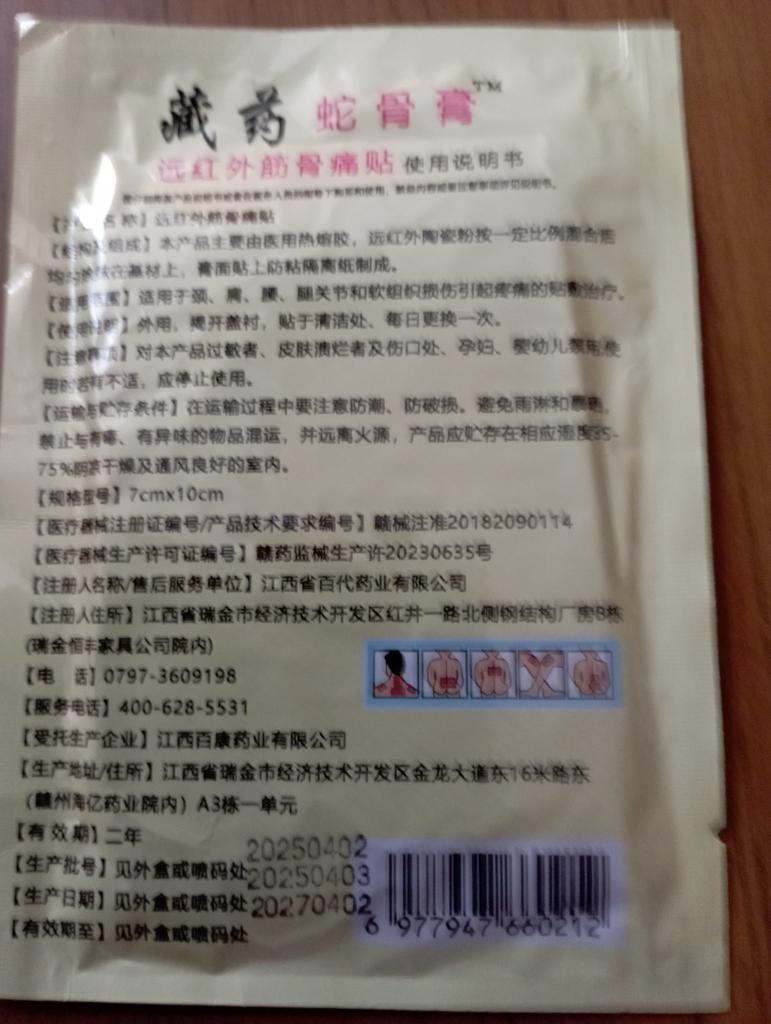 藏药 蛇骨膏™
远红外筋骨痛贴 使用说明书
【产品名称】远红外筋骨痛贴
【结构及组成】本产品主要由医用热熔胶，远红外陶瓷粉按一定比例混合后
均匀涂抹在基材上，膏面贴上防粘隔离纸制成。
【适用范围】适用于颈、肩、腰、腿关节和软组织损伤引起疼痛的贴敷治疗。
【使用说明】外用，揭开盖衬，贴于清洁处、每日更换一次。
【注意事项】对本产品过敏者、皮肤溃烂者及伤口处、孕妇、婴幼儿禁用,使
用时若有不适，应停止使用。
【运输与贮存条件】在运输过程中要注意防潮、防破损。避免雨淋和暴晒，
禁止与有毒、有异味的物品混运，并远离火源，产品应贮存在相应湿度35-
75%阴凉干燥及通风良好的室内。
【规格型号】7cmx10cm
【医疗器械注册证编号/产品技术要求编号】赣械注准20182090114
【医疗器械生产许可证编号】赣药监械生产许20230635号
【注册人名称/售后服务单位】江西省百代药业有限公司
【注册人住所】江西省瑞金市经济技术开发区红井一路北侧钢结构厂房B栋
(瑞金恒丰家具公司院内)
【电 话】0797-3609198
【服务电话】400-628-5531
【受托生产企业】江西百康药业有限公司
【生产地址/住所】江西省瑞金市经济技术开发区金龙大道东16米路东
（赣州海亿药业院内）A3栋一单元
【有效期】二年
【生产批号】见外盒或喷码处 20250402
【生产日期】见外盒或喷码处 20250403
【有效期至】见外盒或喷码处 20270402
6 977947 660212